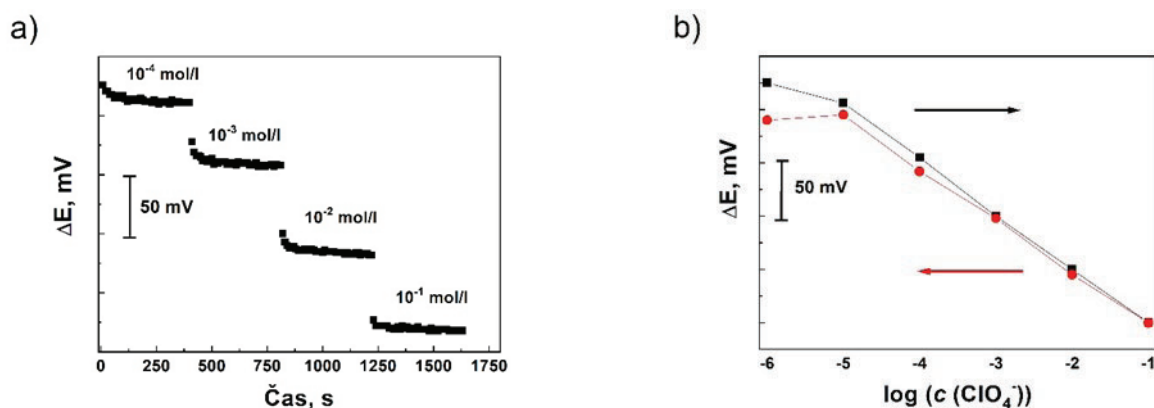 a)
10⁻⁴ mol/l
10⁻³ mol/l
10⁻² mol/l
10⁻¹ mol/l
50 mV
ΔE, mV
0 250 500 750 1000 1250 1500 1750
Čas, s
b)
50 mV
ΔE, mV
-6 -5 -4 -3 -2 -1
log (c (ClO₄⁻))